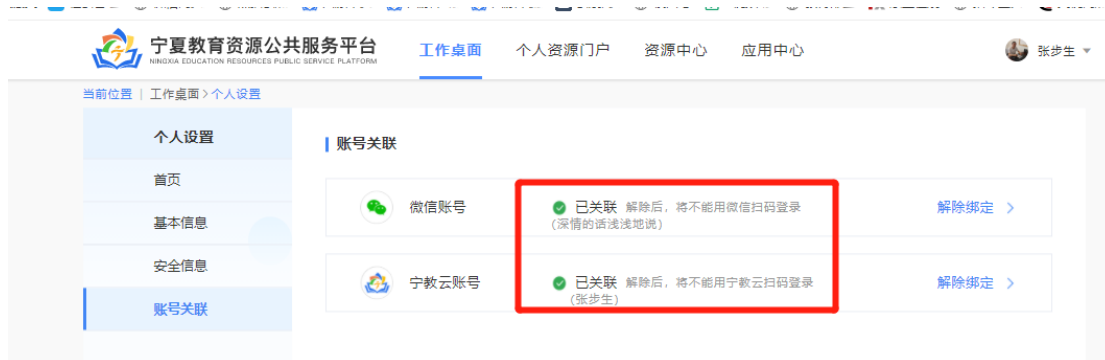 宁夏教育资源公共服务平台
NINGXIA EDUCATION RESOURCES PUBLIC SERVICE PLATFORM
工作桌面 个人资源门户 资源中心 应用中心 张步生
当前位置 | 工作桌面>个人设置
个人设置
首页
基本信息
安全信息
账号关联
账号关联
微信账号 已关联 解除后，将不能用微信扫码登录 解除绑定 >
(深情的话浅浅地说)
宁教云账号 已关联 解除后，将不能用宁教云扫码登录 解除绑定 >
(张步生)